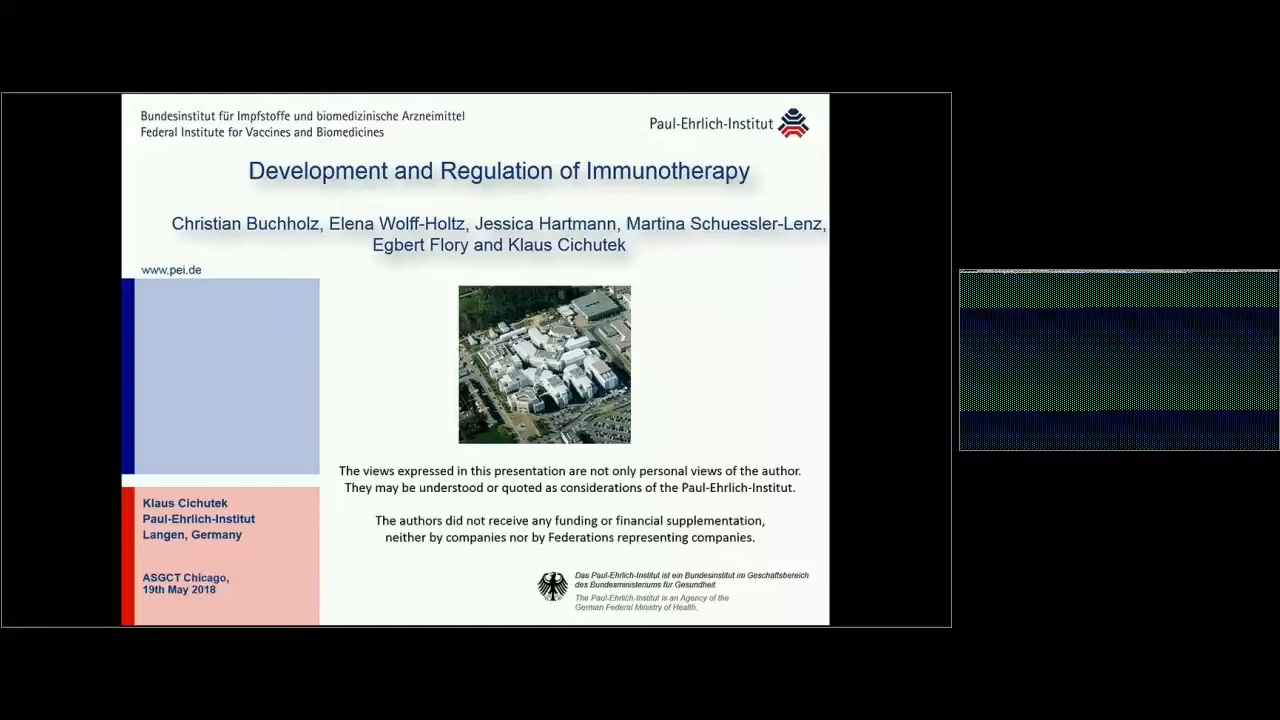 Bundesinstitut für Impfstoffe und biomedizinische Arzneimittel
Federal Institute for Vaccines and Biomedicines
Paul-Ehrlich-Institut
Development and Regulation of Immunotherapy
Christian Buchholz, Elena Wolff-Holtz, Jessica Hartmann, Martina Schuessler-Lenz,
Egbert Flory and Klaus Cichutek
www.pei.de
The views expressed in this presentation are not only personal views of the author.
They may be understood or quoted as considerations of the Paul-Ehrlich-Institut.
The authors did not receive any funding or financial supplementation,
neither by companies nor by Federations representing companies.
Klaus Cichutek
Paul-Ehrlich-Institut
Langen, Germany
ASGCT Chicago,
19th May 2018
Das Paul-Ehrlich-Institut ist ein Bundesinstitut im Geschäftsbereich
des Bundesministeriums für Gesundheit.
The Paul-Ehrlich-Institut is an Agency of the
German Federal Ministry of Health.